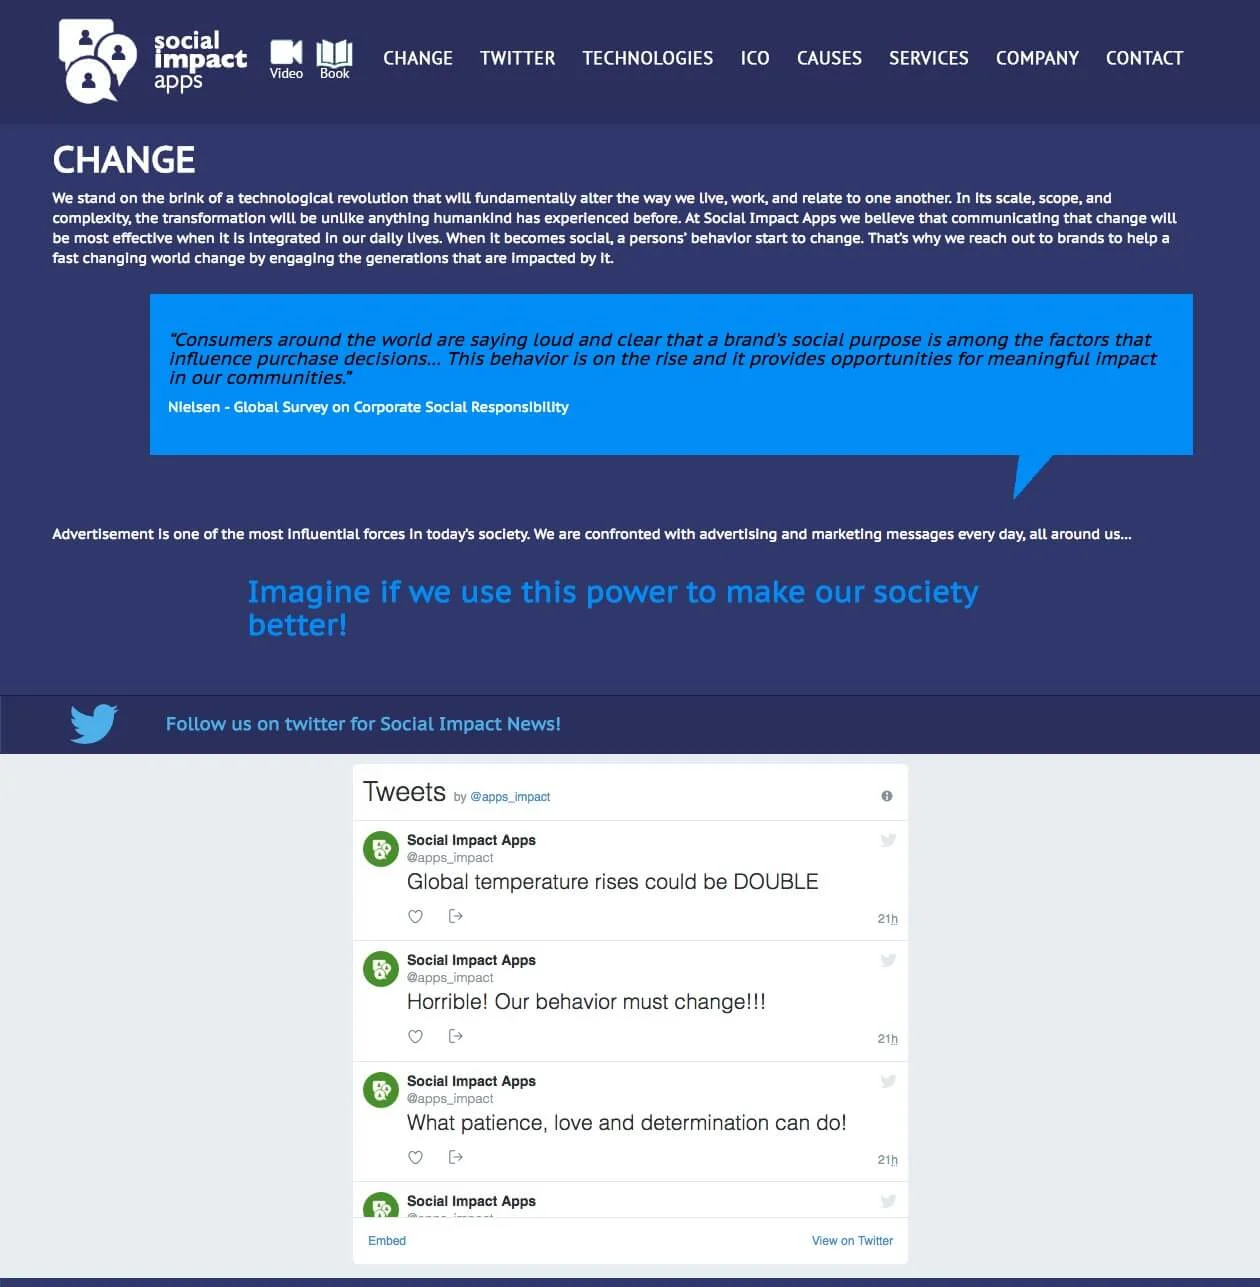 social
impact
apps
Video
Book
CHANGE TWITTER TECHNOLOGIES ICO CAUSES SERVICES COMPANY CONTACT
CHANGE
We stand on the brink of a technological revolution that will fundamentally alter the way we live, work, and relate to one another. In its scale, scope, and
complexity, the transformation will be unlike anything humankind has experienced before. At Social Impact Apps we believe that communicating that change will
be most effective when it is integrated in our daily lives. When it becomes social, a persons’ behavior start to change. That’s why we reach out to brands to help a
fast changing world change by engaging the generations that are impacted by it.
“Consumers around the world are saying loud and clear that a brand’s social purpose is among the factors that
influence purchase decisions... This behavior is on the rise and it provides opportunities for meaningful impact
in our communities.”
Nielsen - Global Survey on Corporate Social Responsibility
Advertisement is one of the most influential forces in today’s society. We are confronted with advertising and marketing messages every day, all around us...
Imagine if we use this power to make our society
better!
Follow us on twitter for Social Impact News!
Tweets by @apps_impact
Social Impact Apps
@apps_impact
Global temperature rises could be DOUBLE
21h
Social Impact Apps
@apps_impact
Horrible! Our behavior must change!!!
21h
Social Impact Apps
@apps_impact
What patience, love and determination can do!
21h
Social Impact Apps
@apps_impact
Embed View on Twitter